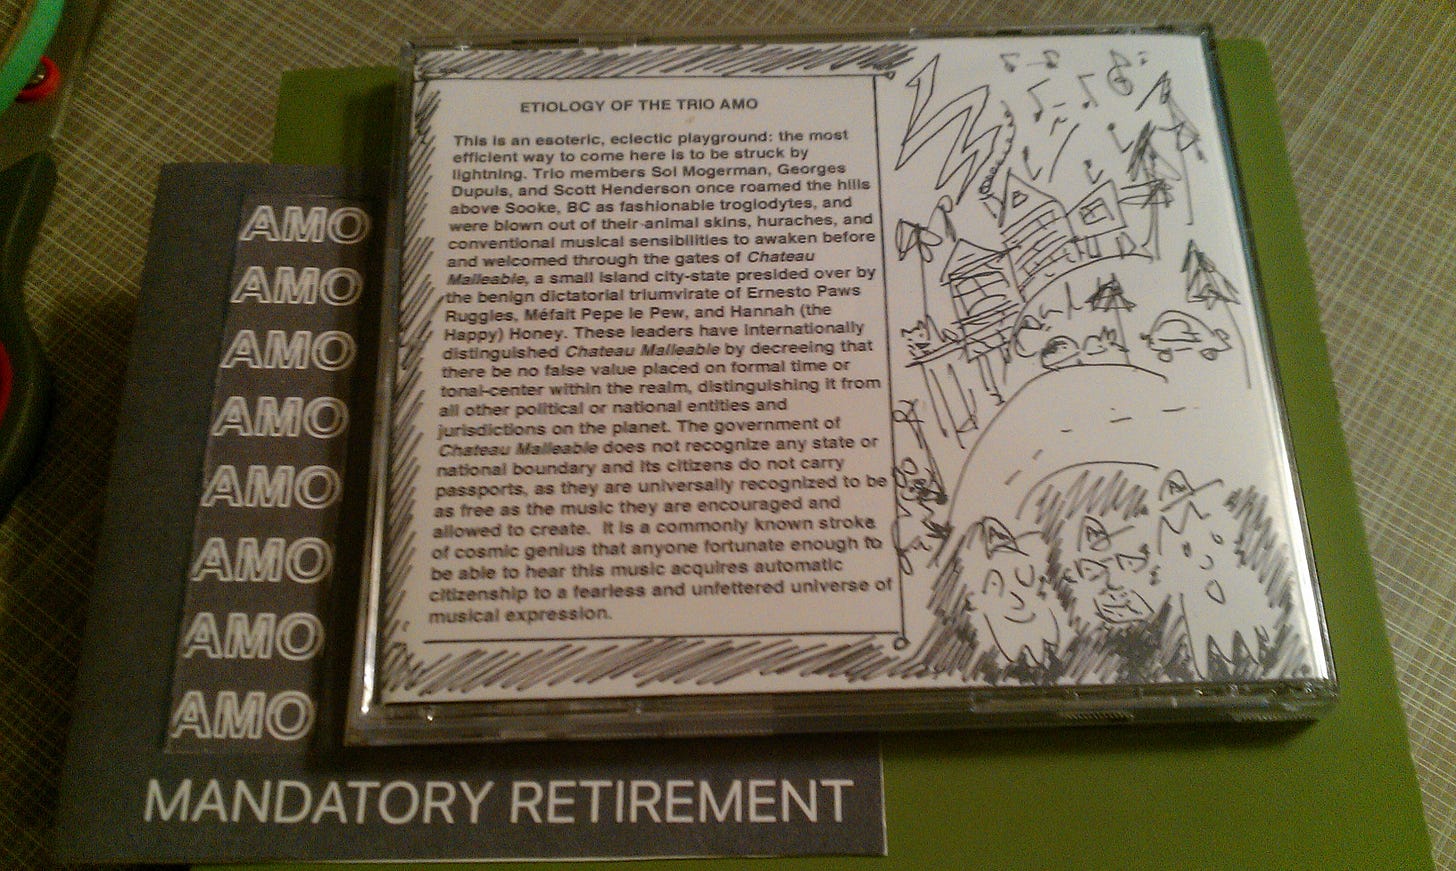 ETIOLOGY OF THE TRIO AMO
This is an esoteric, eclectic playground: the most
efficient way to come here is to be struck by
lightning. Trio members Sol Mogerman, Georges
Dupuis, and Scott Henderson once roamed the hills
above Sooke, BC as fashionable troglodytes, and
were blown out of their animal skins, huraches, and
conventional musical sensibilities to awaken before
and welcomed through the gates of Chateau
Malleable, a small island city-state presided over by
the benign dictatorial triumvirate of Ernesto Paws
Ruggles, Méfait Pepe le Pew, and Hannah (the
Happy) Honey. These leaders have internationally
distinguished Chateau Malleable by decreeing that
there be no false value placed on formal time or
tonal-center within the realm, distinguishing it from
all other political or national entities and
jurisdictions on the planet. The government of
Chateau Malleable does not recognize any state or
national boundary and its citizens do not carry
passports, as they are universally recognized to be
as free as the music they are encouraged and
allowed to create. It is a commonly known stroke
of cosmic genius that anyone fortunate enough to
be able to hear this music acquires automatic
citizenship to a fearless and unfettered universe of
musical expression.
AMO
AMO
AMO
AMO
AMO
AMO
AMO
AMO
MANDATORY RETIREMENT